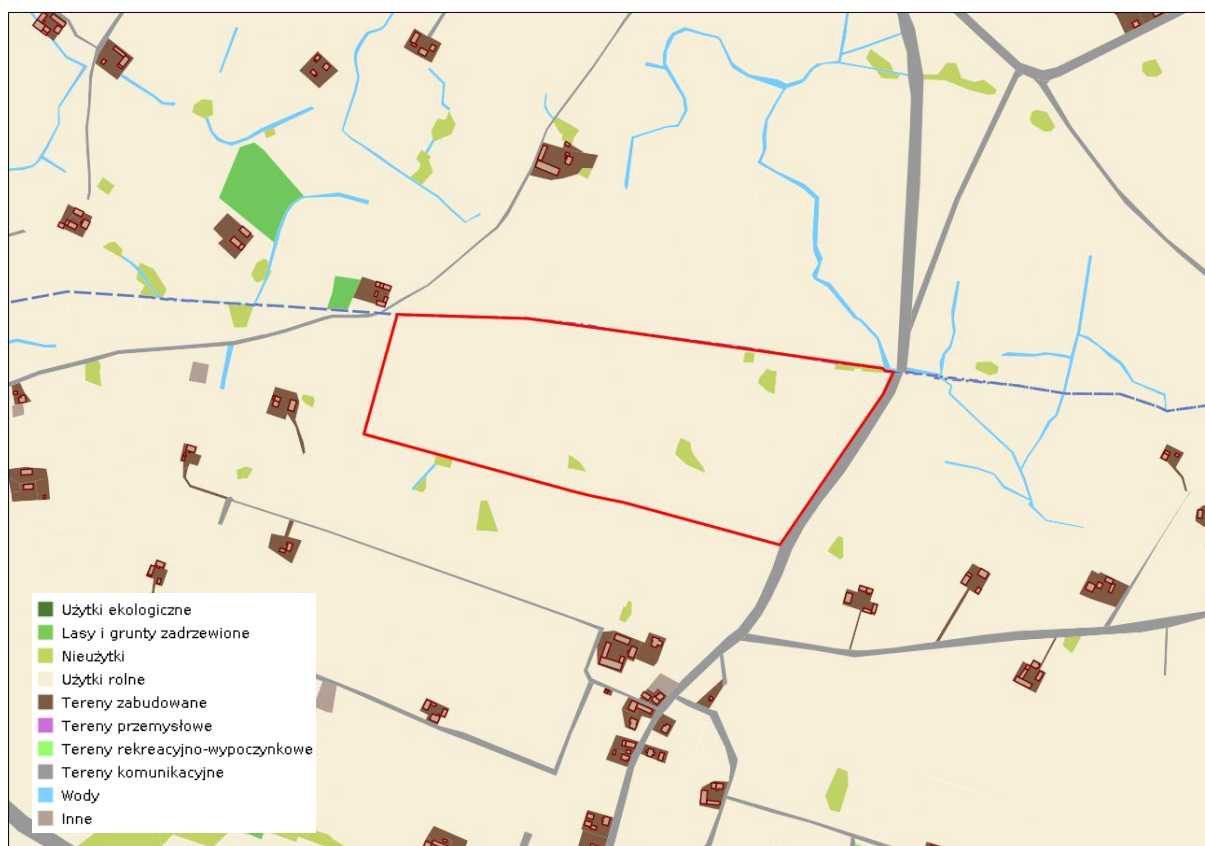 Użytki ekologiczne
Lasy i grunty zadrzewione
Nieużytki
Użytki rolne
Tereny zabudowane
Tereny przemysłowe
Tereny rekreacyjno-wypoczynkowe
Tereny komunikacyjne
Wody
Inne